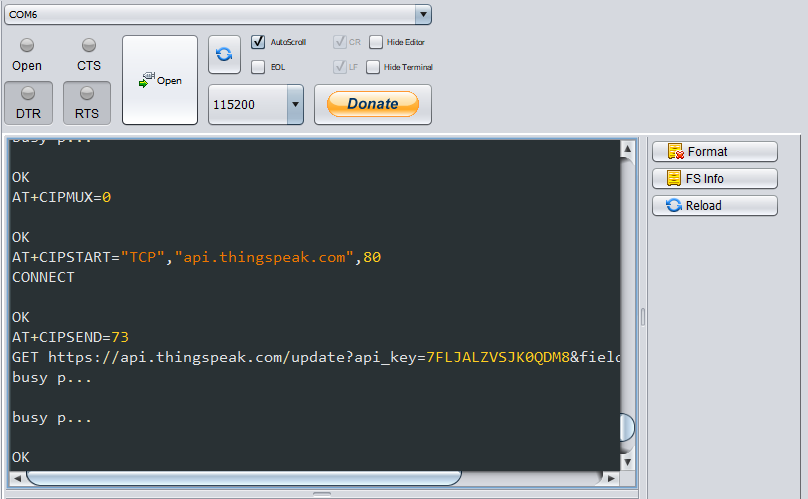 COM6
Open
CTS
DTR
RTS
Open
AutoScroll
CR
Hide Editor
EOL
LF
Hide Terminal
115200
Donate
busy p...
OK
AT+CIPMUX=0
OK
AT+CIPSTART="TCP","api.thingspeak.com",80
CONNECT
OK
AT+CIPSEND=73
GET https://api.thingspeak.com/update?api_key=7FLJALZVSJK0QDM8&field
busy p...
busy p...
OK
Format
FS Info
Reload